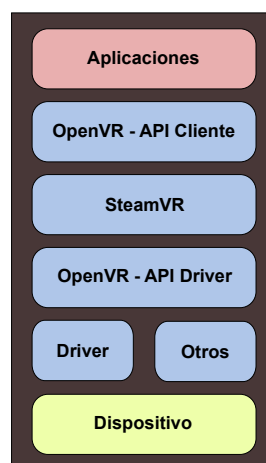 Aplicaciones
OpenVR - API Cliente
SteamVR
OpenVR - API Driver
Driver Otros
Dispositivo